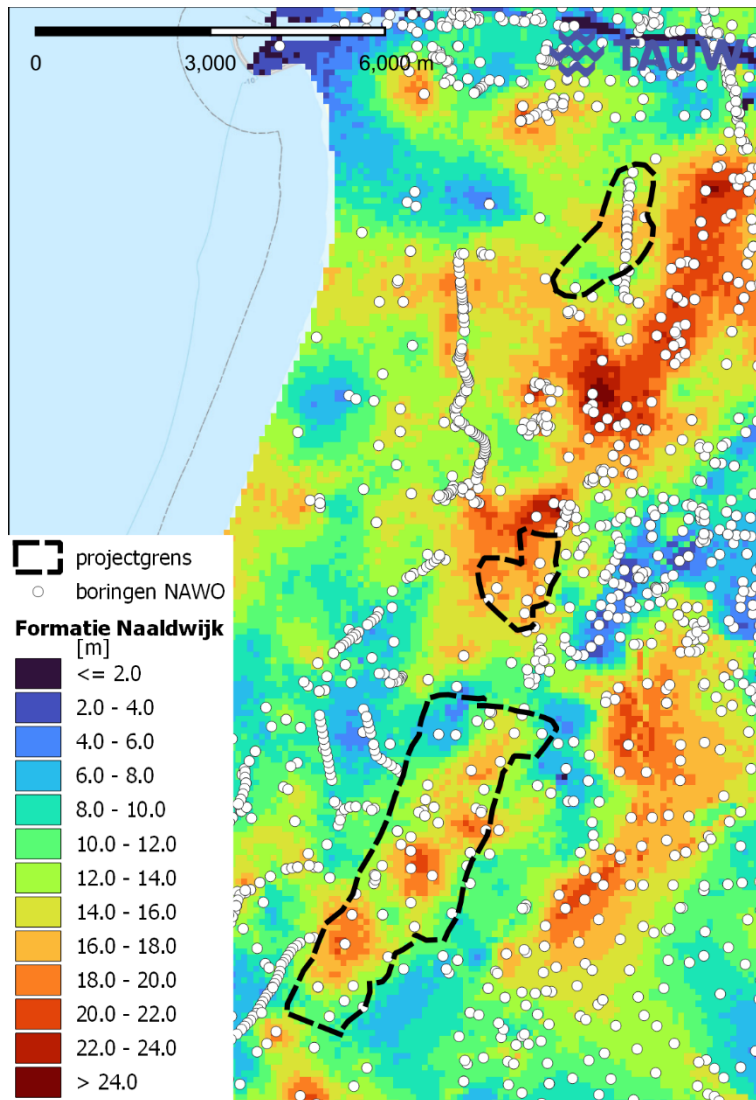 0 3,000 6,000 m
TAUW
projectgrens
boringen NAWO
Formatie Naaldwijk
[m]
<= 2.0
2.0 - 4.0
4.0 - 6.0
6.0 - 8.0
8.0 - 10.0
10.0 - 12.0
12.0 - 14.0
14.0 - 16.0
16.0 - 18.0
18.0 - 20.0
20.0 - 22.0
22.0 - 24.0
> 24.0